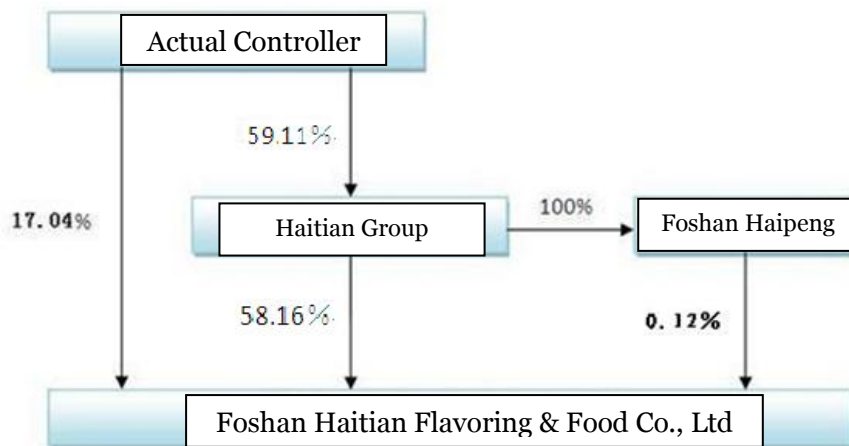 Actual Controller
59.11%
17.04%
Haitian Group
100%
Foshan Haipeng
58.16%
0.12%
Foshan Haitian Flavoring & Food Co., Ltd